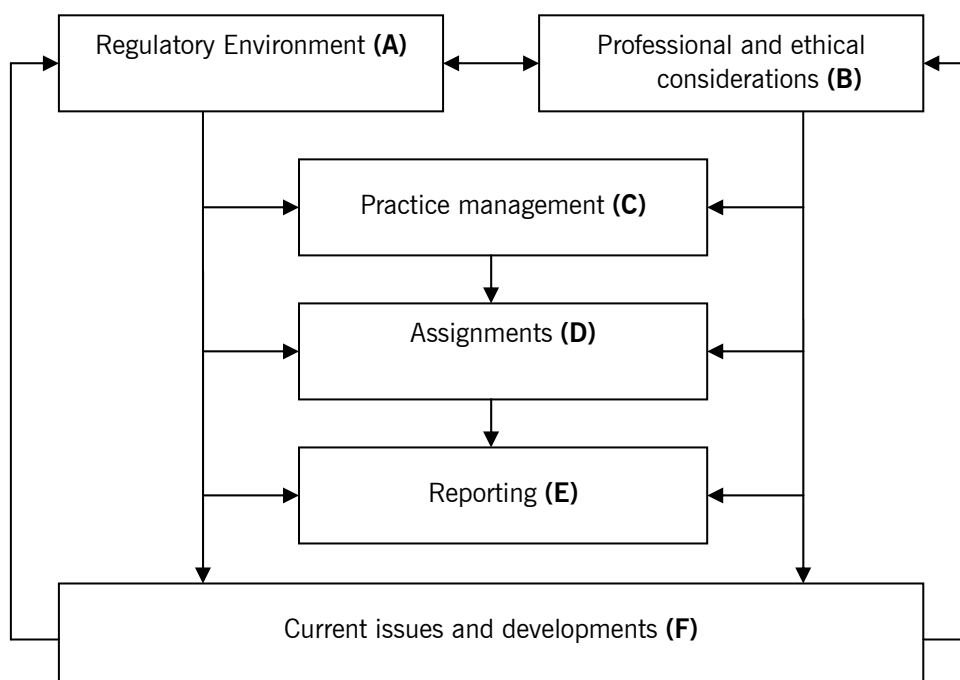 Regulatory Environment (A)
Professional and ethical
considerations (B)
Practice management (C)
Assignments (D)
Reporting (E)
Current issues and developments (F)